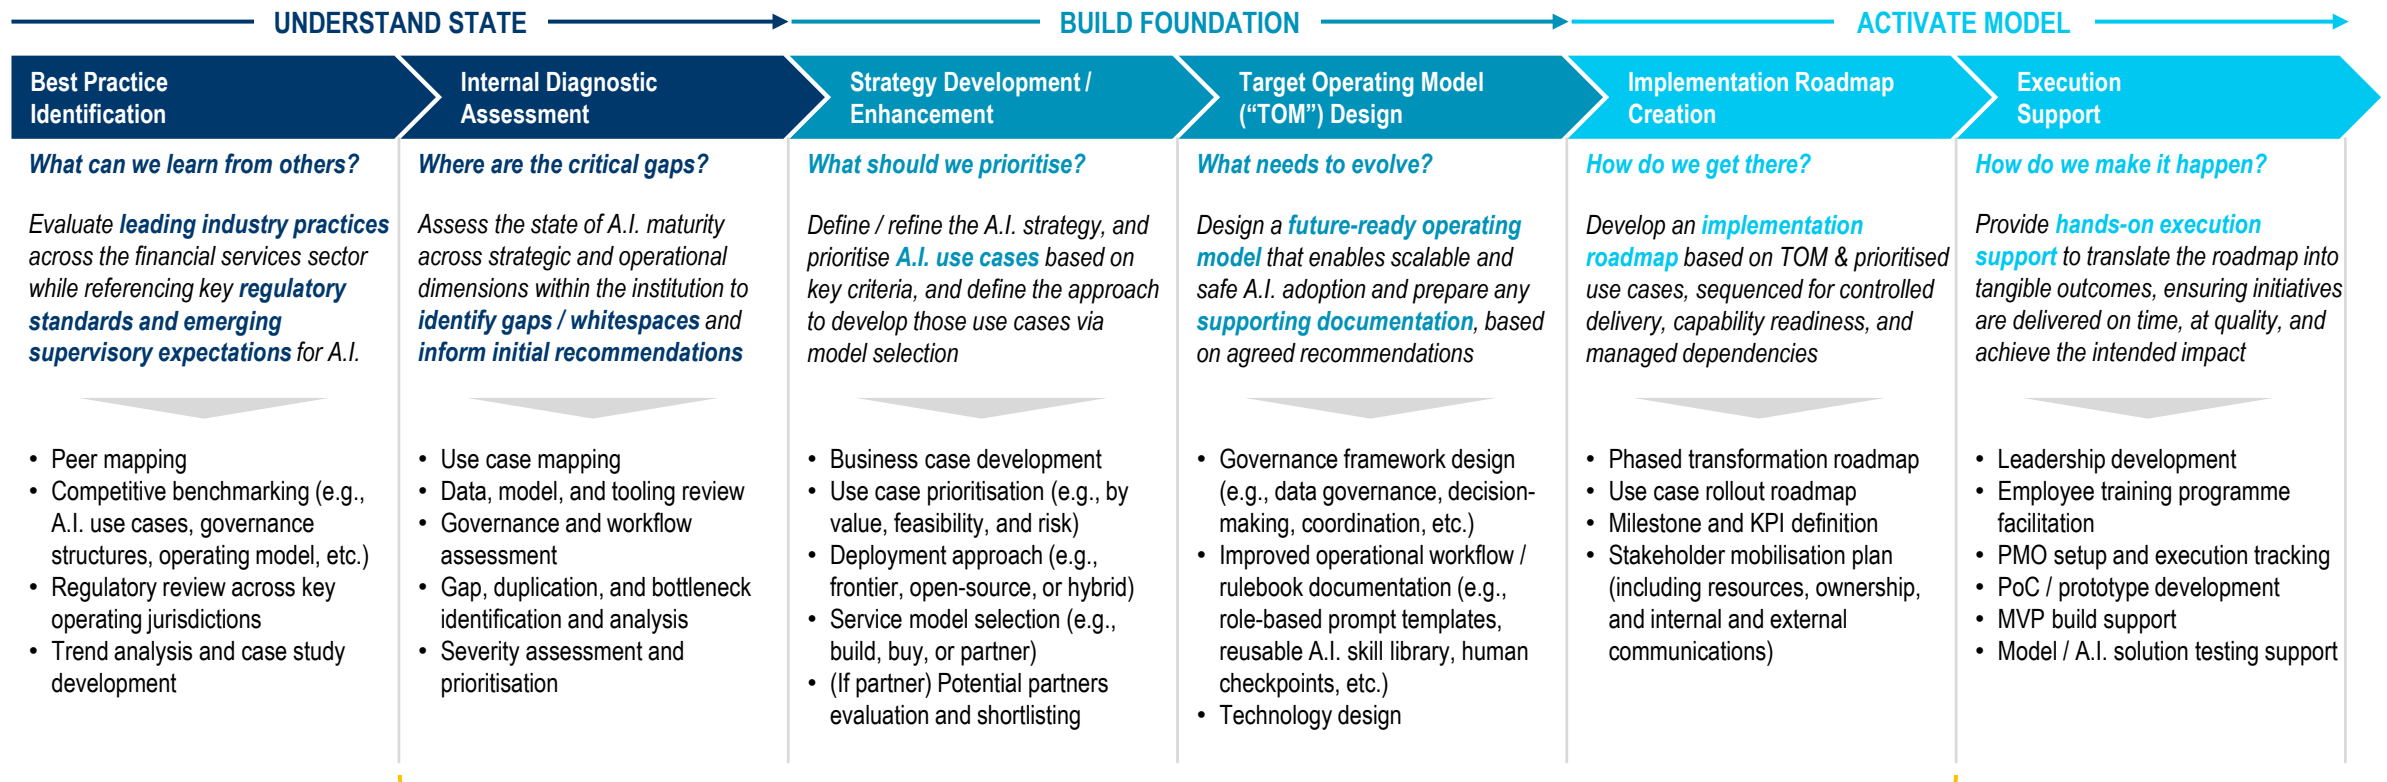 UNDERSTAND STATE
BUILD FOUNDATION
ACTIVATE MODEL
Best Practice
Identification
What can we learn from others?
Evaluate leading industry practices
across the financial services sector
while referencing key regulatory
standards and emerging
supervisory expectations for A.I.
• Peer mapping
• Competitive benchmarking (e.g.,
A.I. use cases, governance
structures, operating model, etc.)
• Regulatory review across key
operating jurisdictions
• Trend analysis and case study
development
Internal Diagnostic
Assessment
Where are the critical gaps?
Assess the state of A.I. maturity
across strategic and operational
dimensions within the institution to
identify gaps / whitespaces and
inform initial recommendations
• Use case mapping
• Data, model, and tooling review
• Governance and workflow
assessment
• Gap, duplication, and bottleneck
identification and analysis
• Severity assessment and
prioritisation
Strategy Development /
Enhancement
What should we prioritise?
Define / refine the A.I. strategy, and
prioritise A.I. use cases based on
key criteria, and define the approach
to develop those use cases via
model selection
• Business case development
• Use case prioritisation (e.g., by
value, feasibility, and risk)
• Deployment approach (e.g.,
frontier, open-source, or hybrid)
• Service model selection (e.g.,
build, buy, or partner)
• (If partner) Potential partners
evaluation and shortlisting
Target Operating Model
(“TOM”) Design
What needs to evolve?
Design a future-ready operating
model that enables scalable and
safe A.I. adoption and prepare any
supporting documentation, based
on agreed recommendations
• Governance framework design
(e.g., data governance, decision-
making, coordination, etc.)
• Improved operational workflow /
rulebook documentation (e.g.,
role-based prompt templates,
reusable A.I. skill library, human
checkpoints, etc.)
• Technology design
Implementation Roadmap
Creation
How do we get there?
Develop an implementation
roadmap based on TOM & prioritised
use cases, sequenced for controlled
delivery, capability readiness, and
managed dependencies
• Phased transformation roadmap
• Use case rollout roadmap
• Milestone and KPI definition
• Stakeholder mobilisation plan
(including resources, ownership,
and internal and external
communications)
Execution
Support
How do we make it happen?
Provide hands-on execution
support to translate the roadmap into
tangible outcomes, ensuring initiatives
are delivered on time, at quality, and
achieve the intended impact
• Leadership development
• Employee training programme
facilitation
• PMO setup and execution tracking
• PoC / prototype development
• MVP build support
• Model / A.I. solution testing support